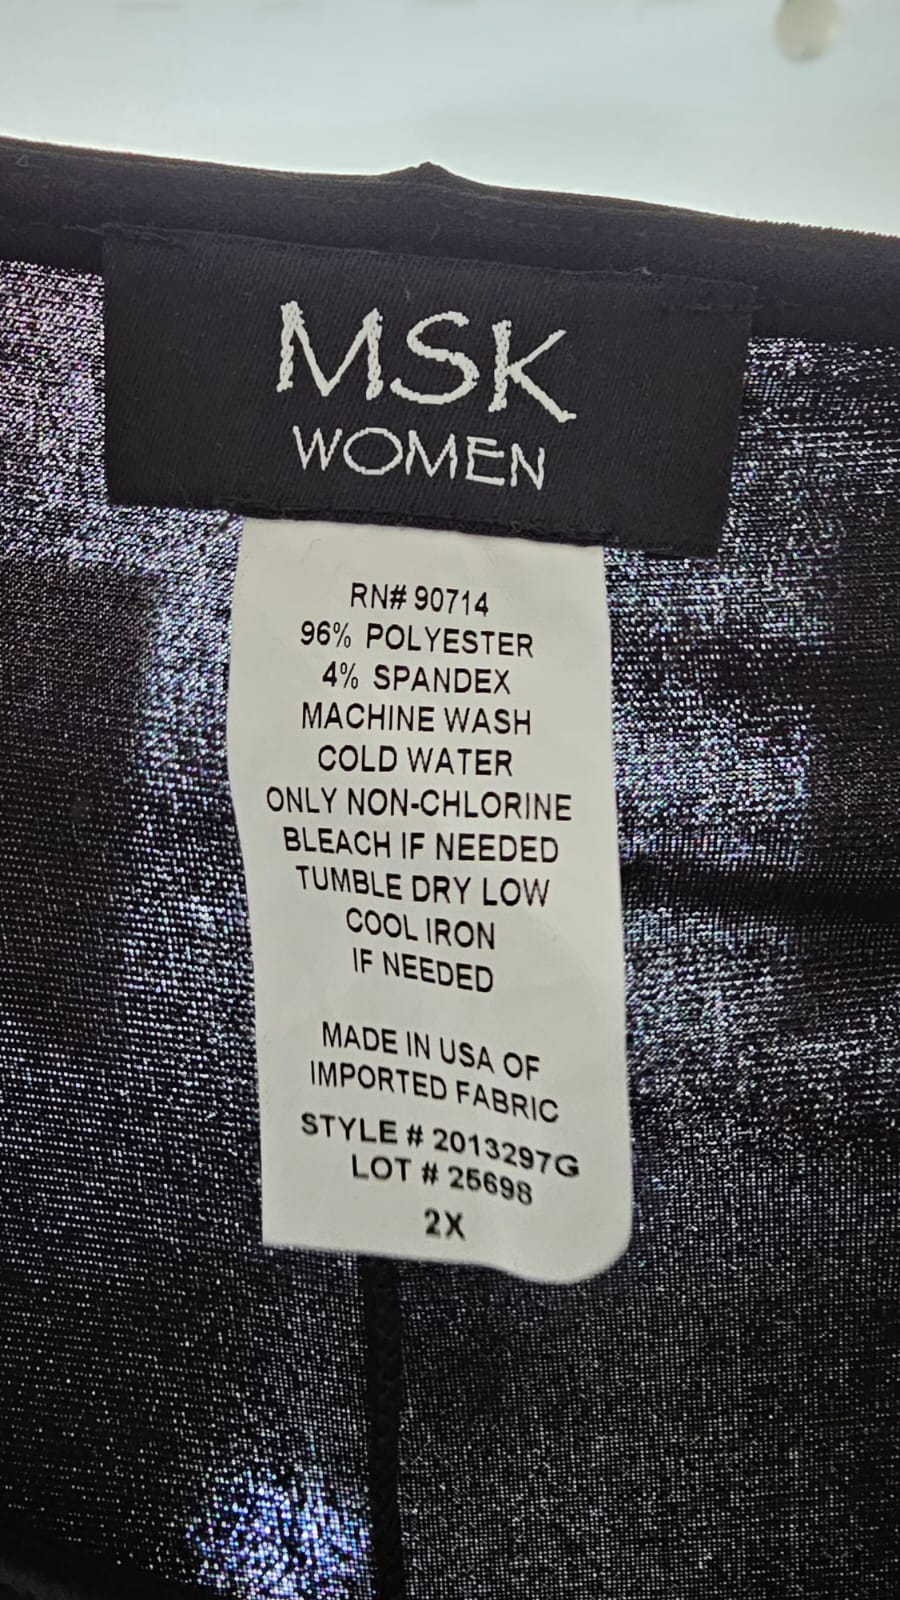 MSK
WOMEN
RN# 90714
96% POLYESTER
4% SPANDEX
MACHINE WASH
COLD WATER
ONLY NON-CHLORINE
BLEACH IF NEEDED
TUMBLE DRY LOW
COOL IRON
IF NEEDED
MADE IN USA OF
IMPORTED FABRIC
STYLE # 2013297G
LOT # 25698
2X